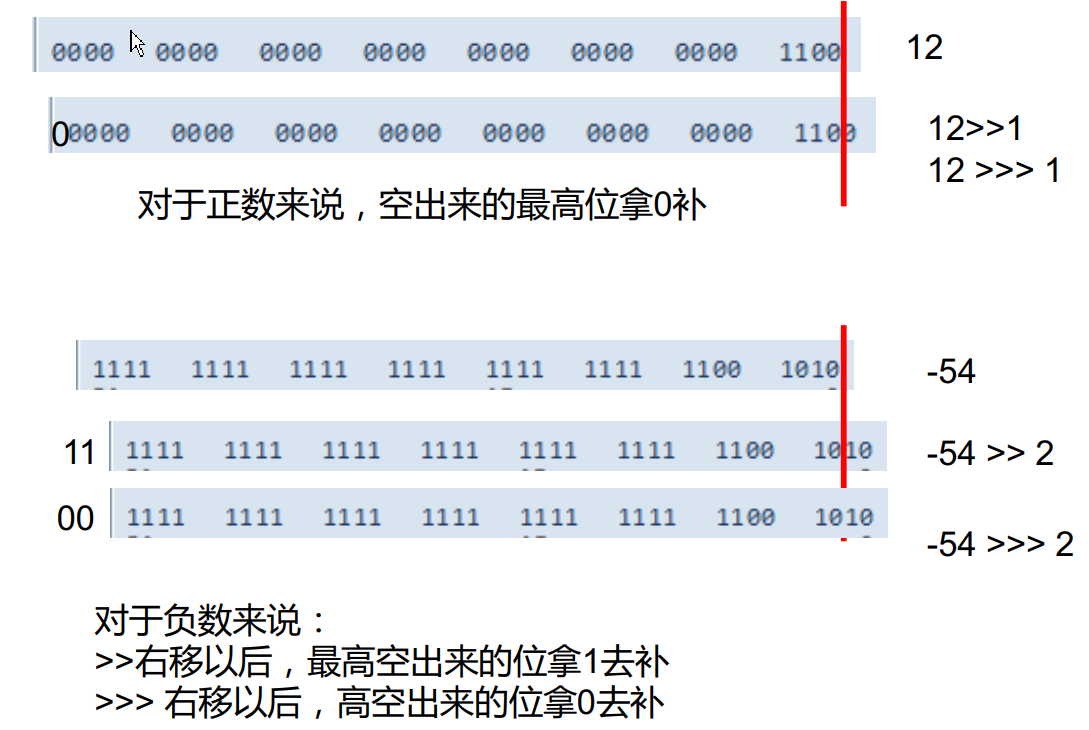 0000 0000 0000 0000 0000 0000 0000 1100 12
00000 0000 0000 0000 0000 0000 0000 1100 12>>1
12 >>> 1
对于正数来说，空出来的最高位拿0补
1111 1111 1111 1111 1111 1111 1100 1010 -54
11 1111 1111 1111 1111 1111 1111 1100 1010 -54 >> 2
00 1111 1111 1111 1111 1111 1111 1100 1010 -54 >>> 2
对于负数来说：
>>右移以后，最高空出来的位拿1去补
>>> 右移以后，高空出来的位拿0去补